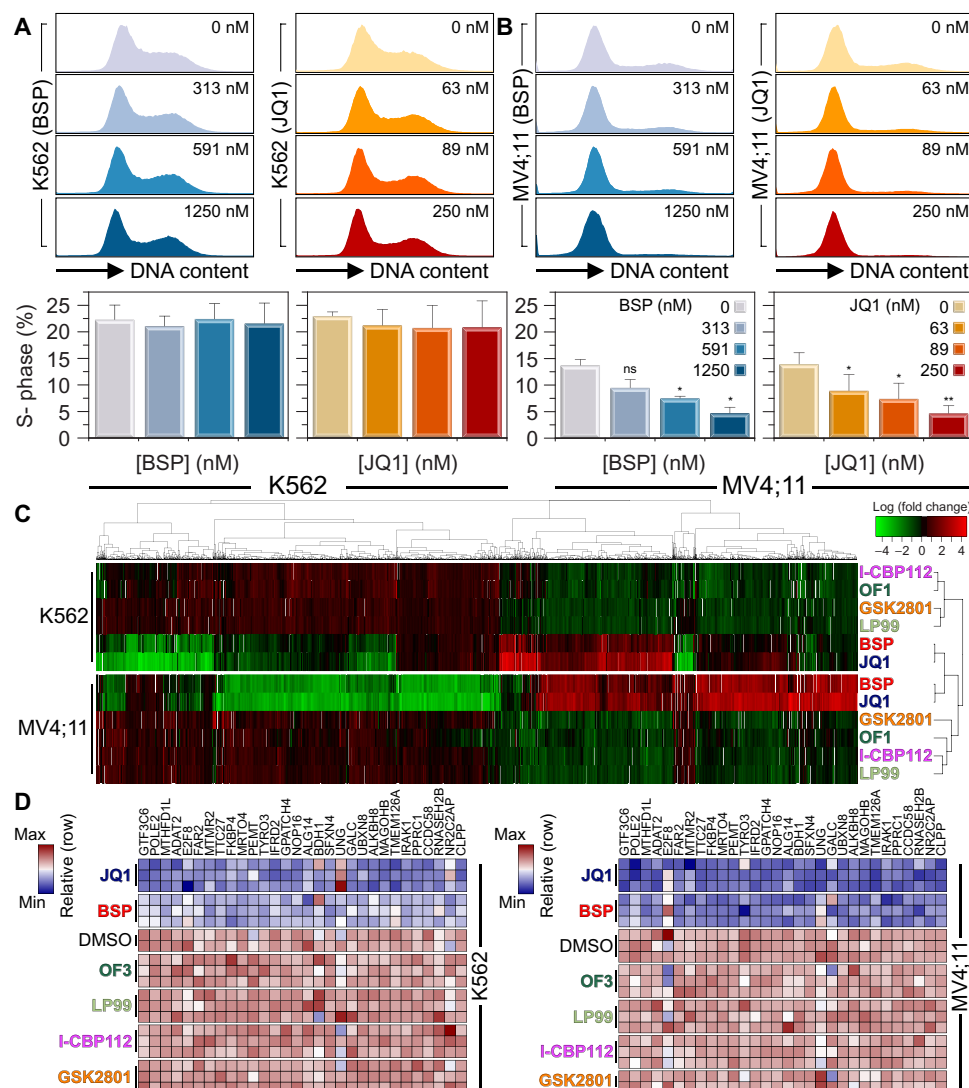 A
K562 (BSP)
0 nM
313 nM
591 nM
1250 nM
DNA content
K562 (JQ1)
0 nM
63 nM
89 nM
250 nM
DNA content
B
MV4;11 (BSP)
0 nM
313 nM
591 nM
1250 nM
DNA content
MV4;11 (JQ1)
0 nM
63 nM
89 nM
250 nM
DNA content
S- phase (%)
25
20
15
10
5
0
[BSP] (nM)
[JQ1] (nM)
K562
25
20
15
10
5
0
BSP (nM)
0
313
591
1250
ns
*
*
[BSP] (nM)
JQ1 (nM)
0
63
89
250
*
*
**
[JQ1] (nM)
MV4;11
C
Log (fold change)
−4 −2 0 2 4
K562
I-CBP112
OF1
GSK2801
LP99
BSP
JQ1
MV4;11
BSP
JQ1
GSK2801
OF1
I-CBP112
LP99
D
Max
Min
Relative (row)
GTF3C6
POLE2
MTHFD1L
ADAT2
E2F8
FAR2
MTMR2
TTC27
FKBP4
MRTO4
PEMT
TYRO3
IFRD2
GPATCH4
NOP16
ALG14
BDH1
SFXN4
UNG
GALC
UBXN8
ALKBH8
MAGOHB
TMEM126A
IRAK1
PPRC1
CCDC58
RNASEH2B
NR2C2AP
CLPP
JQ1
BSP
DMSO
OF3
LP99
I-CBP112
GSK2801
K562
Max
Min
Relative (row)
GTF3C6
POLE2
MTHFD1L
ADAT2
E2F8
FAR2
MTMR2
TTC27
FKBP4
MRTO4
PEMT
TYRO3
IFRD2
GPATCH4
NOP16
ALG14
BDH1
SFXN4
UNG
GALC
UBXN8
ALKBH8
MAGOHB
TMEM126A
IRAK1
PPRC1
CCDC58
RNASEH2B
NR2C2AP
CLPP
JQ1
BSP
DMSO
OF3
LP99
I-CBP112
GSK2801
MV4;11